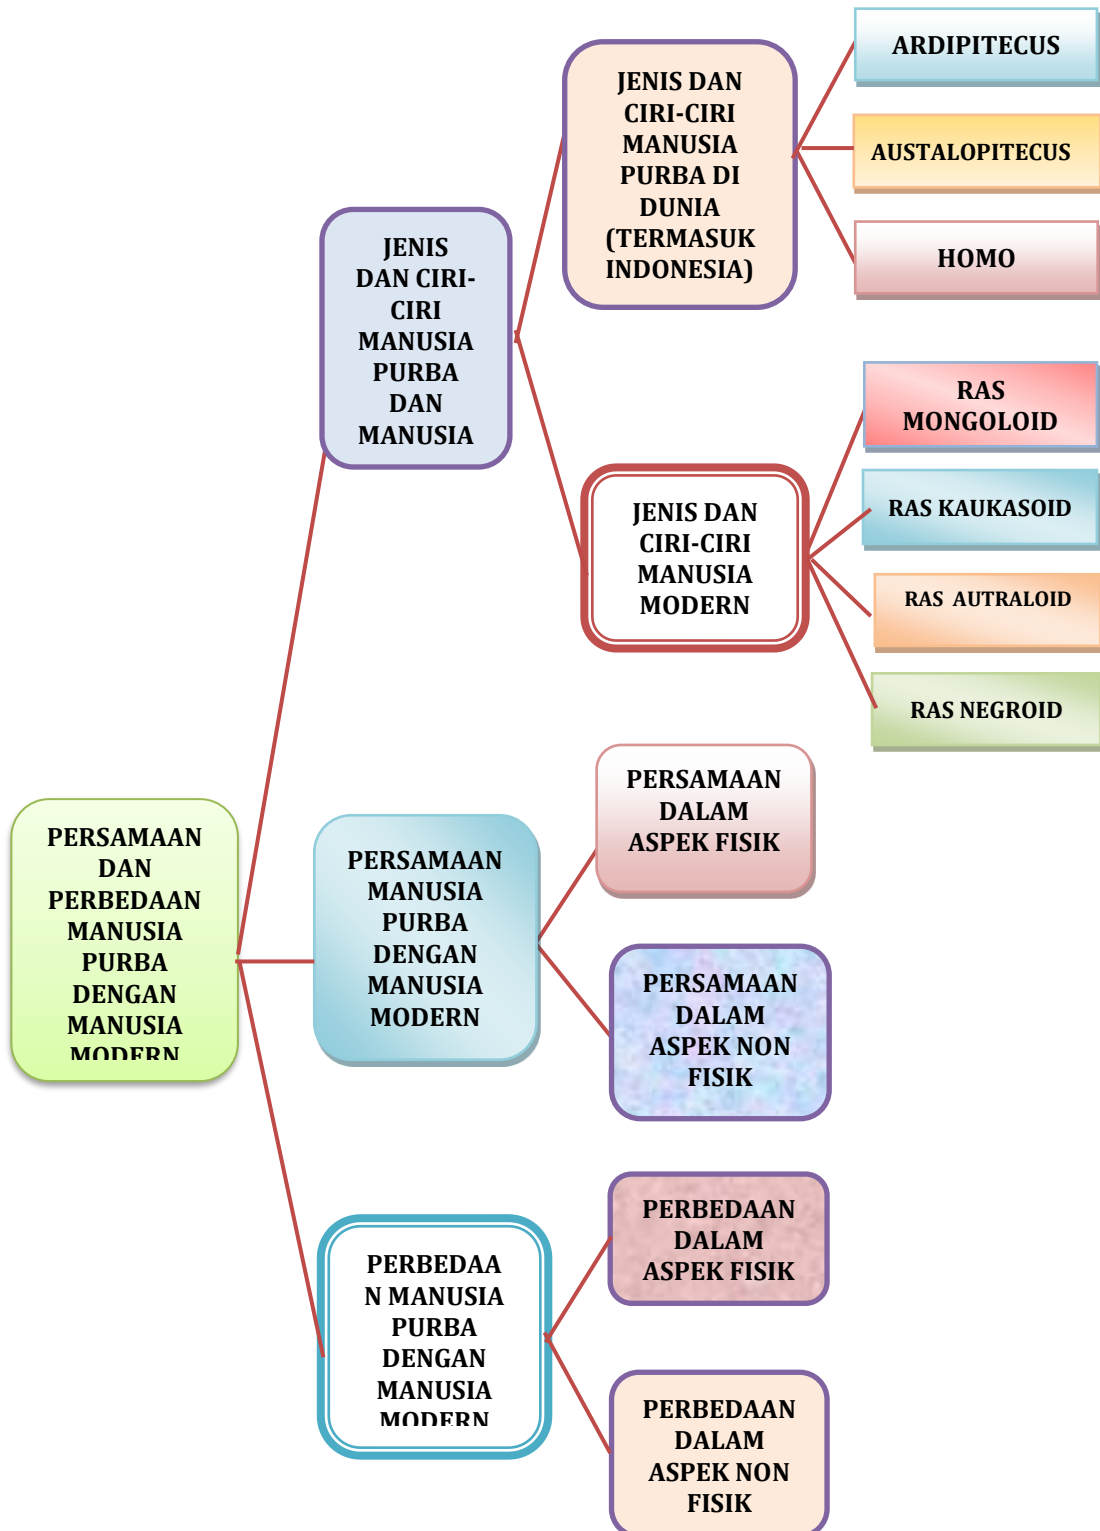 ARDIPITECUS
JENIS DAN
CIRI-CIRI
MANUSIA
PURBA DI
DUNIA
(TERMASUK
INDONESIA)
AUSTALOPITECUS
HOMO
JENIS
DAN CIRI-
CIRI
MANUSIA
PURBA
DAN
MANUSIA
RAS
MONGOLOID
RAS KAUKASOID
JENIS DAN
CIRI-CIRI
MANUSIA
MODERN
RAS AUTRALOID
RAS NEGROID
PERSAMAAN
DALAM
ASPEK FISIK
PERSAMAAN
DAN
PERBEDAAN
MANUSIA
PURBA
DENGAN
MANUSIA
MODERN
PERSAMAAN
MANUSIA
PURBA
DENGAN
MANUSIA
MODERN
PERSAMAAN
DALAM
ASPEK NON
FISIK
PERBEDAAN
DALAM
ASPEK FISIK
PERBEDAA
N MANUSIA
PURBA
DENGAN
MANUSIA
MODERN
PERBEDAAN
DALAM
ASPEK NON
FISIK